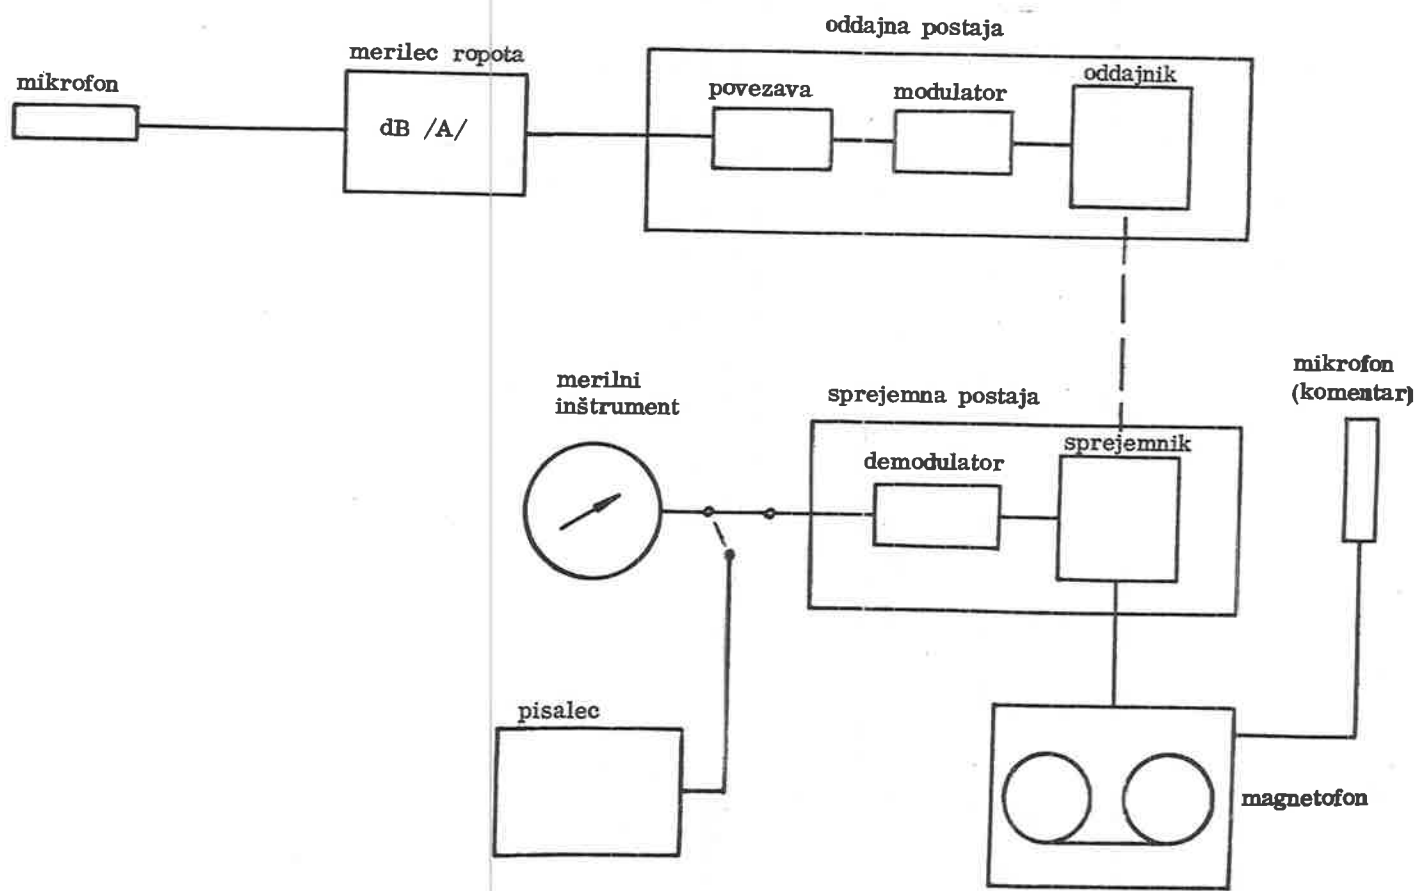 oddajna postaja
merilec ropota
mikrofon
dB /A/
povezava
modulator
oddajnik
merilni
inštrument
sprejemna postaja
mikrofon
(komentar)
demodulator
sprejemnik
pisalec
magnetofon